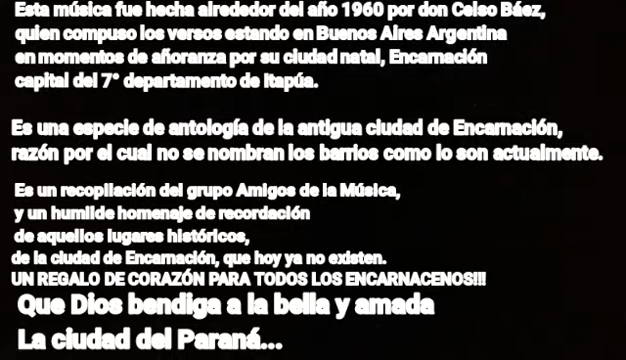 Esta música fue hecha alrededor del año 1960 por don Celso Báez,
quien compuso los versos estando en Buenos Aires Argentina
en momentos de añoranza por su ciudad natal, Encarnación
capital del 7° departamento de Itapúa.
Es una especie de antología de la antigua ciudad de Encarnación,
razón por el cual no se nombran los barrios como lo son actualmente.
Es un recopilación del grupo Amigos de la Música,
y un humilde homenaje de recordación
de aquellos lugares históricos,
de la ciudad de Encarnación, que hoy ya no existen.
UN REGALO DE CORAZÓN PARA TODOS LOS ENCARNACENOS!!!
Que Dios bendiga a la bella y amada
La ciudad del Paraná...